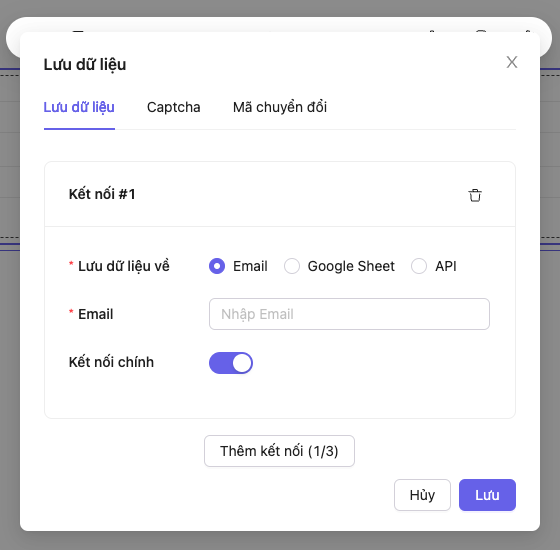 Lưu dữ liệu
Lưu dữ liệu Captcha Mã chuyển đổi
Kết nối #1
* Lưu dữ liệu về Email Google Sheet API
* Email Nhập Email
Kết nối chính
Thêm kết nối (1/3)
Hủy Lưu